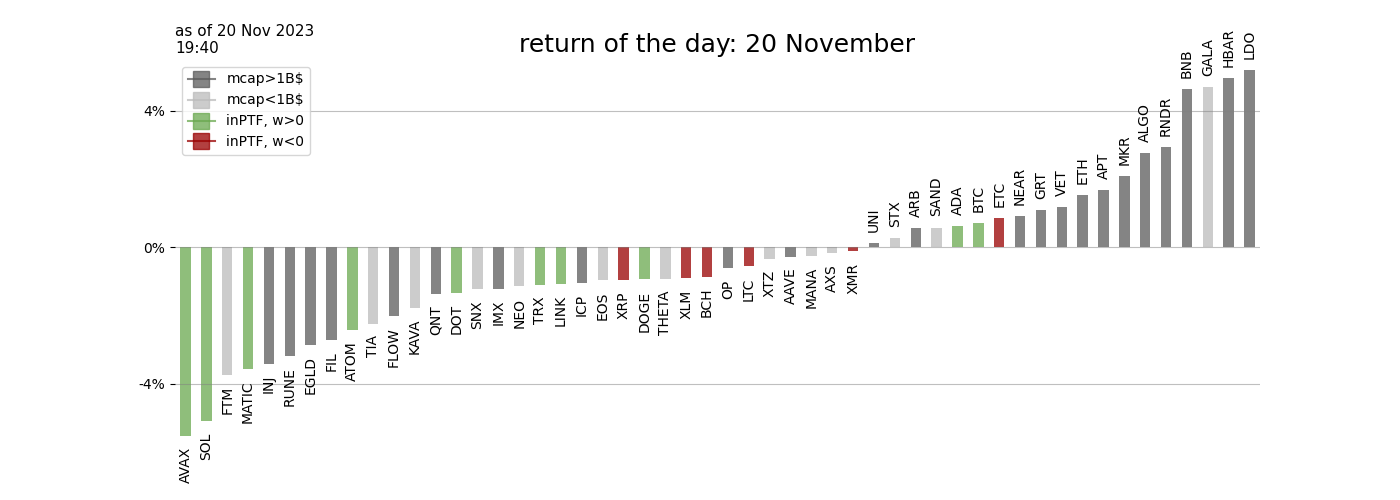 as of 20 Nov 2023
19:40
return of the day: 20 November
mcap>1B$
mcap<1B$
inPTF, w>0
inPTF, w<0
4%
0%
-4%
AVAX
SOL
FTM
MATIC
INJ
RUNE
EGLD
FIL
ATOM
TIA
FLOW
KAVA
QNT
DOT
SNX
IMX
NEO
TRX
LINK
ICP
EOS
XRP
DOGE
THETA
XLM
BCH
OP
LTC
XTZ
AAVE
MANA
AXS
XMR
UNI
STX
ARB
SAND
ADA
BTC
ETC
NEAR
GRT
VET
ETH
APT
MKR
ALGO
RNDR
BNB
GALA
HBAR
LDO